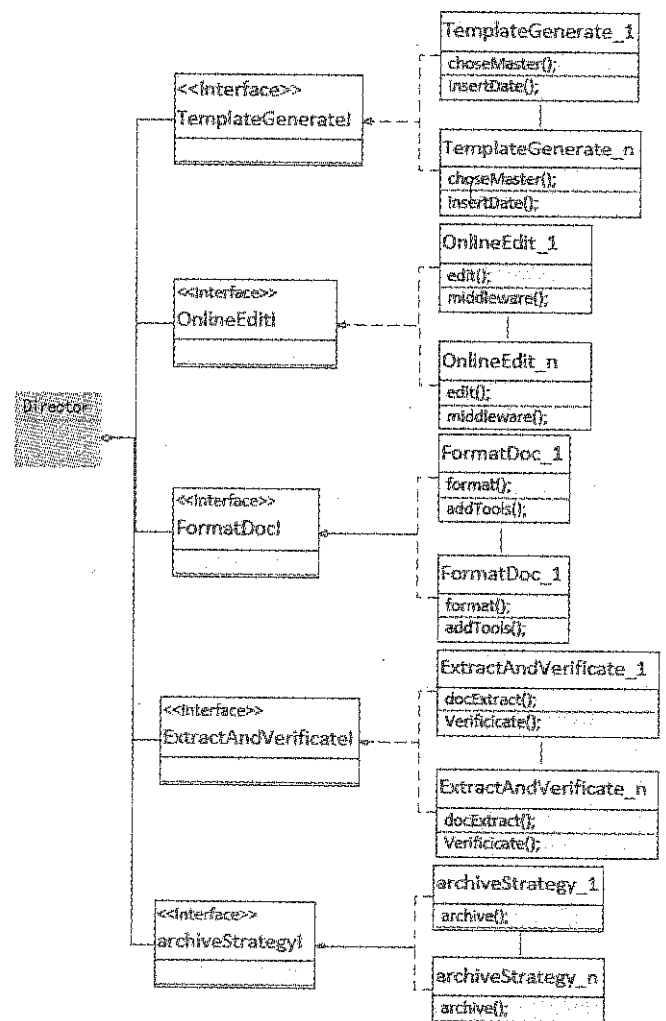 TemplateGenerate_1
choseMaster();
insertDate();
<<Interface>>
TemplateGenerateI
TemplateGenerate_n
choseMaster();
insertDate();
OnlineEdit_1
edit();
middleware();
<<Interface>>
OnlineEditI
OnlineEdit_n
edit();
middleware();
Director
FormatDoc_1
format();
addTools();
<<Interface>>
FormatDocI
FormatDoc_1
format();
addTools();
ExtractAndVerificate_1
docExtract();
Verificicate();
<<Interface>>
ExtractAndVerificateI
ExtractAndVerificate_n
docExtract();
Verificicate();
archiveStrategy_1
archive();
<<Interface>>
archiveStrategyI
archiveStrategy_n
archive();